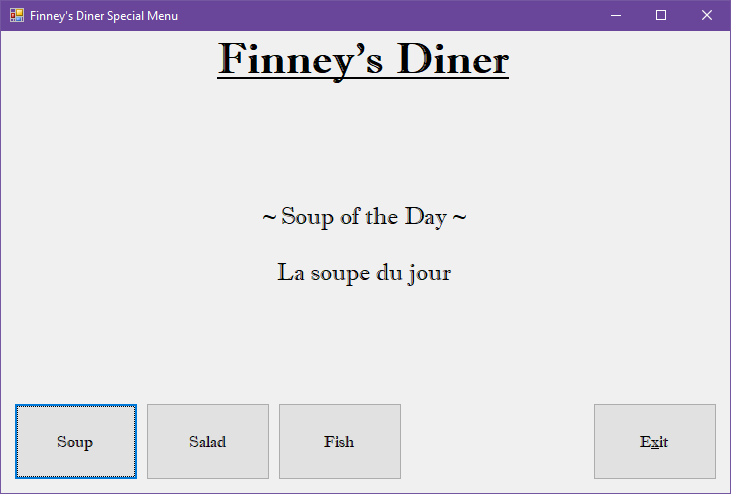 Finney's Diner Special Menu
Finney’s Diner
~ Soup of the Day ~
La soupe du jour
Soup
Salad
Fish
Exit